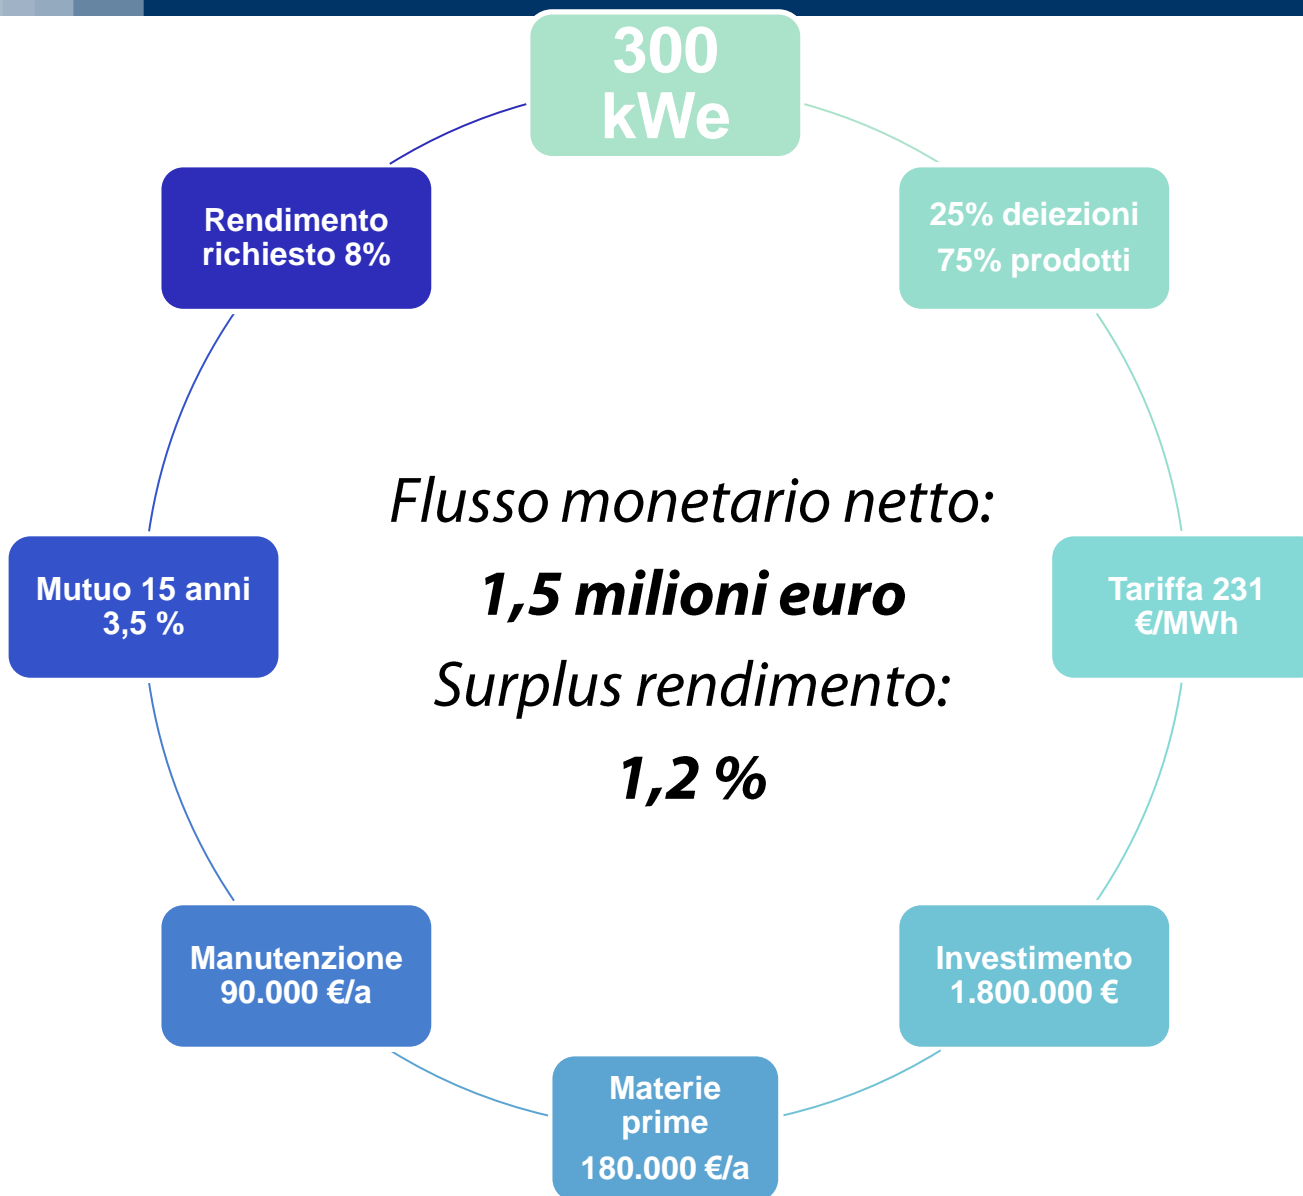 300
kWe
25% deiezioni
75% prodotti
Tariffa 231
€/MWh
Investimento
1.800.000 €
Materie
prime
180.000 €/a
Manutenzione
90.000 €/a
Mutuo 15 anni
3,5 %
Rendimento
richiesto 8%
Flusso monetario netto:
1,5 milioni euro
Surplus rendimento:
1,2 %